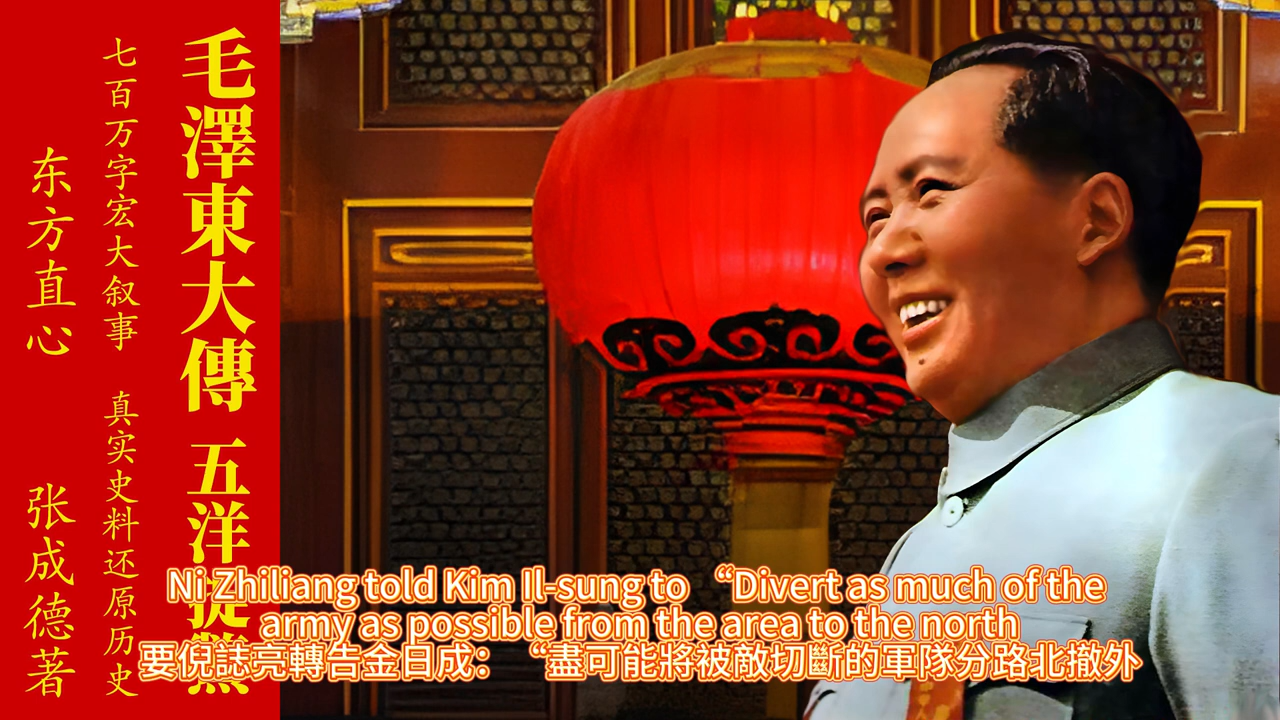 毛澤東大傳 五洋
七百万字宏大叙事 真实史料还原历史
东方直心 张成德著
Ni Zhiliang told Kim Il-sung to “Divert as much of the
army as possible from the area to the north
要倪誌亮轉告金日成：“盡可能將被敵切斷的軍隊分路北撤外